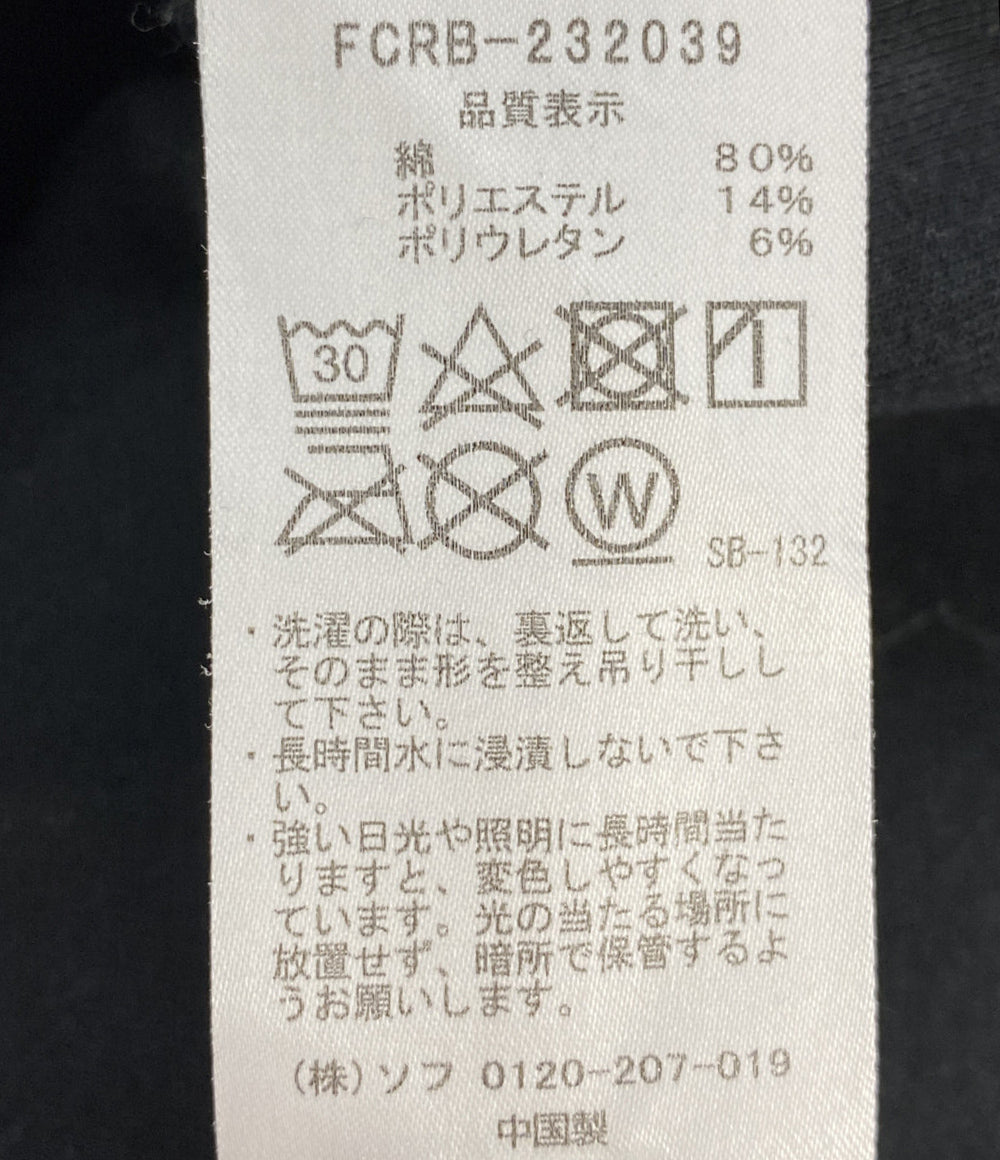 FCRB-232039
品質表示
綿 80%
ポリエステル 14%
ポリウレタン 6%
30
W
SB-132
・洗濯の際は、裏返して洗い、
そのまま形を整え吊り干しし
て下さい。
・長時間水に浸漬しないで下さ
い。
・強い日光や照明に長時間当た
りますと、変色しやすくなっ
ています。光の当たる場所に
放置せず、暗所で保管するよ
うお願いします。
(株)ソフ 0120-207-019
中国製